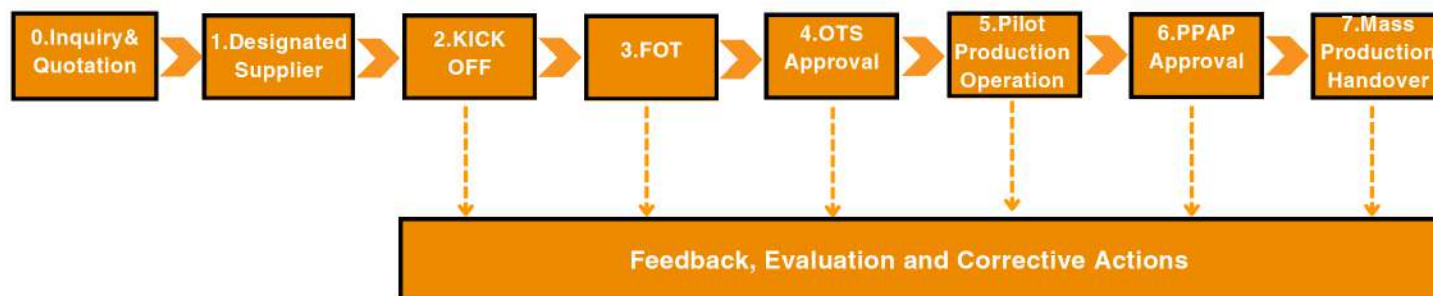 0.Inquiry&
Quotation
1.Designated
Supplier
2.KICK
OFF
3.FOT
4.OTS
Approval
5.Pilot
Production
Operation
6.PPAP
Approval
7.Mass
Production
Handover
Feedback, Evaluation and Corrective Actions